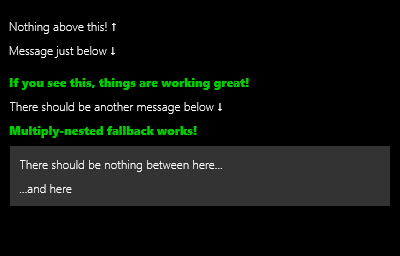 Nothing above this! ↑
Message just below ↓
If you see this, things are working great!
There should be another message below ↓
Multiply-nested fallback works!
There should be nothing between here...
...and here